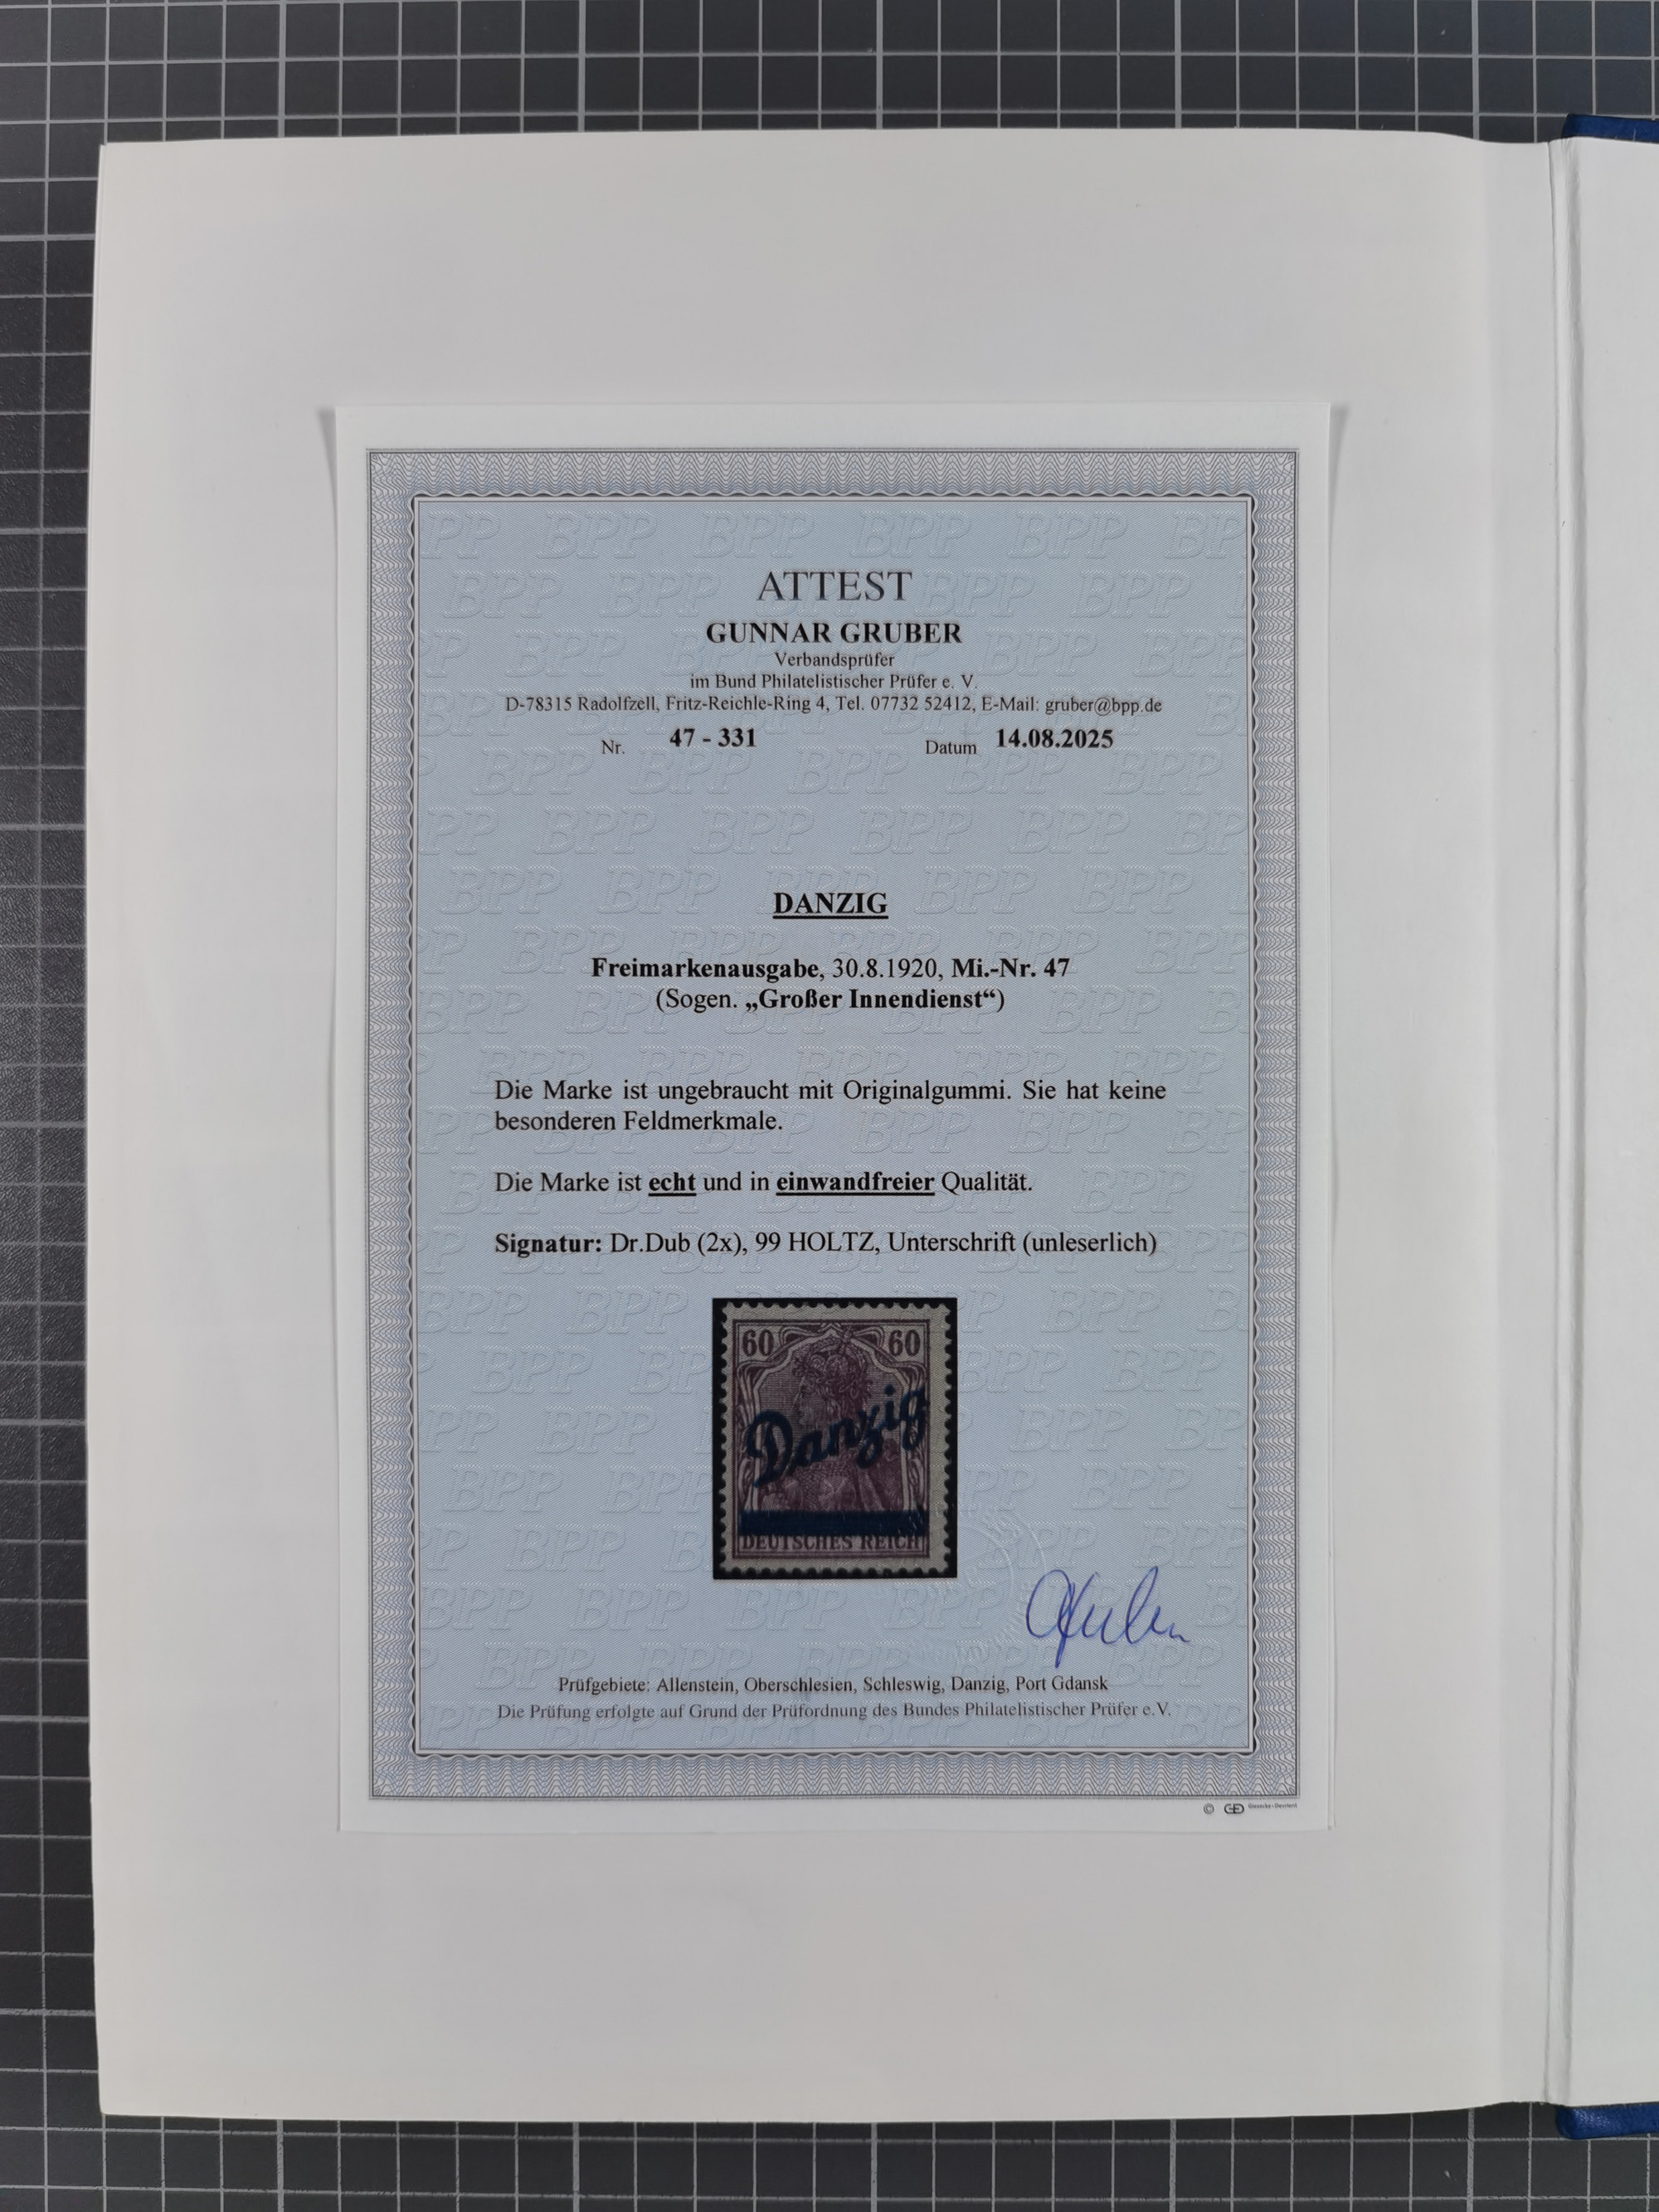 ATTEST
GUNNAR GRUBER
Verbandsprüfer
im Bund Philatelistischer Prüfer e. V.
D-78315 Radolfzell, Fritz-Reichle-Ring 4, Tel. 07732 52412, E-Mail: gruber@bpp.de
Nr. 47 - 331 Datum 14.08.2025
DANZIG
Freimarkenausgabe, 30.8.1920, Mi.-Nr. 47
(Sogen. „Großer Innendienst“)
Die Marke ist ungebraucht mit Originalgummi. Sie hat keine
besonderen Feldmerkmale.
Die Marke ist echt und in einwandfreier Qualität.
Signatur: Dr.Dub (2x), 99 HOLTZ, Unterschrift (unleserlich)
60 60
Danzig
DEUTSCHES REICH
Prüfgebiete: Allenstein, Oberschlesien, Schleswig, Danzig, Port Gdansk
Die Prüfung erfolgte auf Grund der Prüfordnung des Bundes Philatelistischer Prüfer e.V.
© GD Giesecke+Devrient